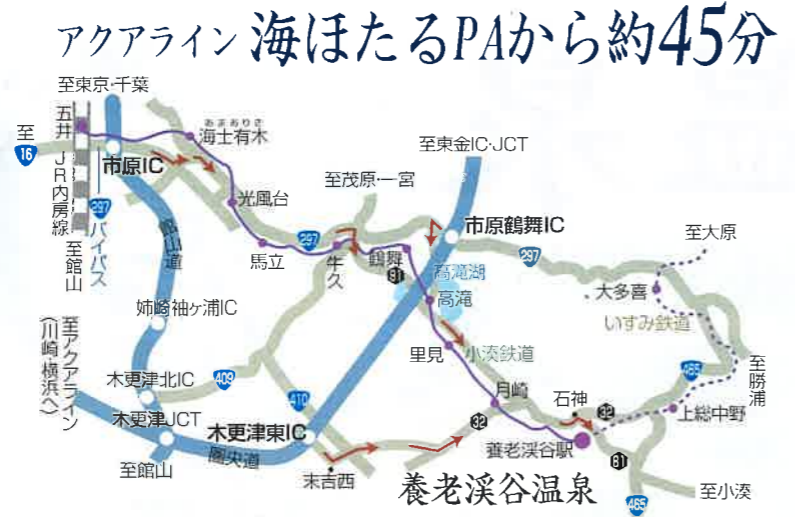 アクアライン 海ほたるPAから約45分
至東京・千葉
五井
至
16
JR内房線
至館山
297
バイパス
市原IC
あまありき
海士有木
光風台
至茂原・一宮
至東金IC・JCT
館山道
馬立
297
牛久
鶴舞
81
市原鶴舞IC
297
至大原
高滝湖
高滝
大多喜
いすみ鉄道
姉崎袖ヶ浦IC
里見
小湊鉄道
至アクアライン
(川崎・横浜へ)
木更津北IC
409
410
月崎
石神
32
465
至勝浦
木更津JCT
木更津東IC
32
上総中野
至館山
圏央道
末吉西
養老渓谷駅
81
養老渓谷温泉
465
至小湊